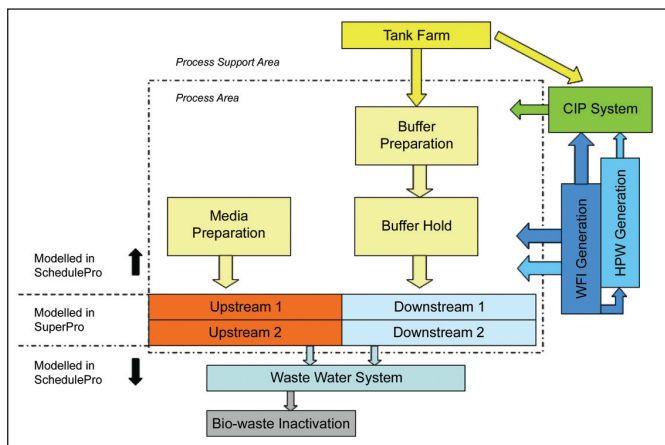 Tank Farm
Process Support Area
Process Area
CIP System
Buffer
Preparation
Media
Preparation
Buffer Hold
WFI Generation
HPW Generation
Modelled in
SchedulePro
Modelled in
SuperPro
Upstream 1
Downstream 1
Upstream 2
Downstream 2
Modelled in
SchedulePro
Waste Water System
Bio-waste Inactivation